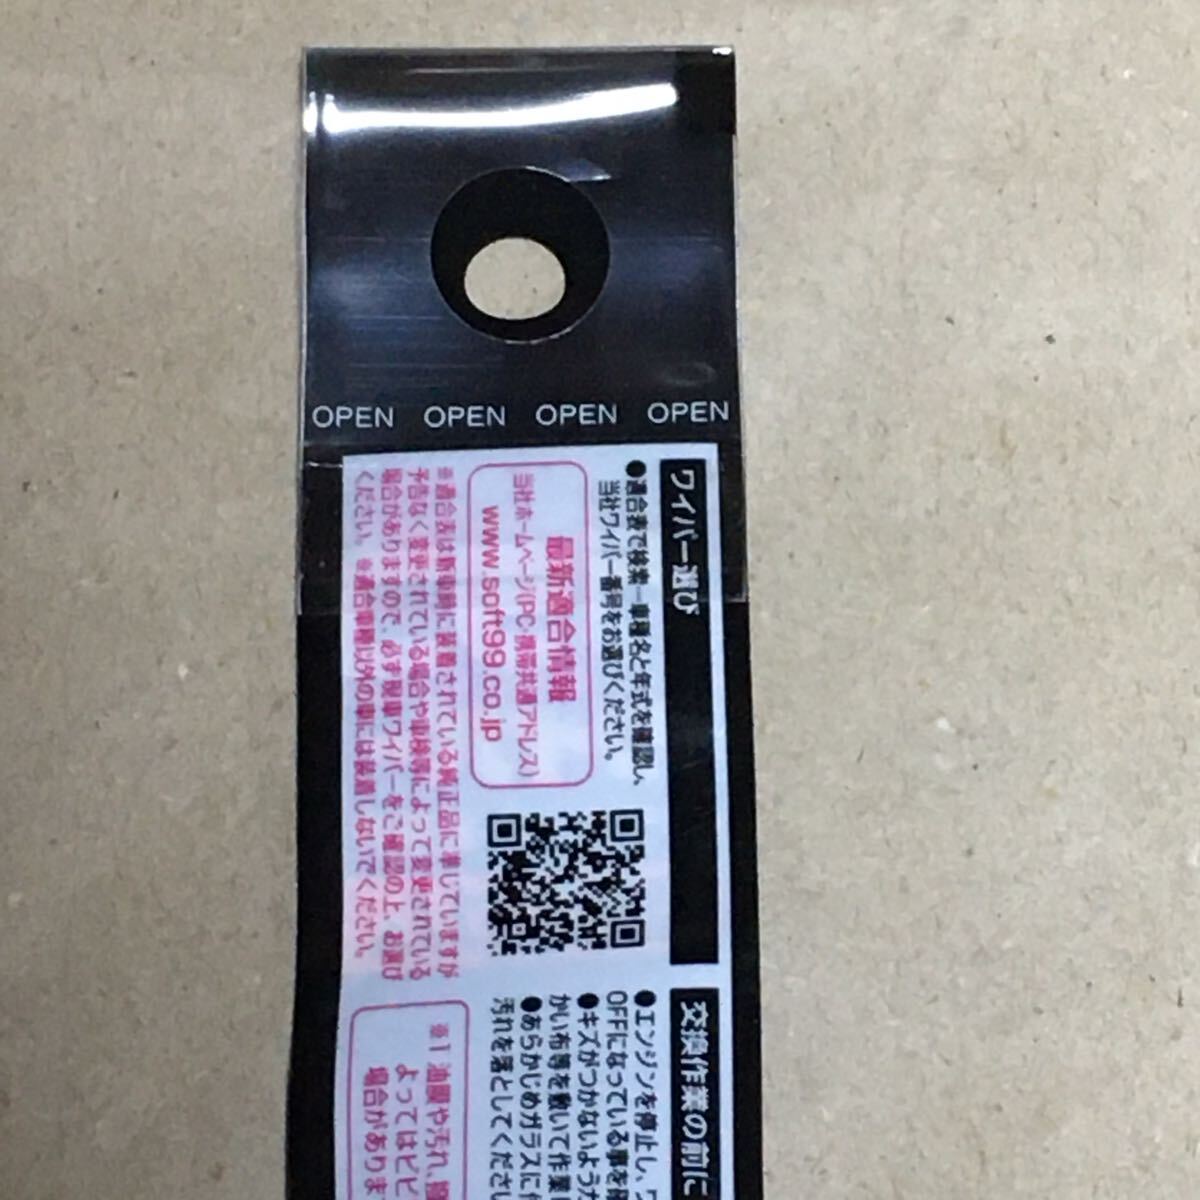 OPEN OPEN OPEN OPEN
ワイパー選び
●適合表で検索－車種名と年式を確認し、
当社ワイパー番号をお選びください。
最新適合情報
当社ホームページ(PC・携帯共通アドレス)
www.soft99.co.jp
※適合表は新車時に装着されている純正品に準じていますが
予告なく変更されている場合や車検等によって変更されている
場合がありますので、必ず現車ワイパーをご確認の上、お選び
ください。※適合車種以外の車には装着しないでください。
交換作業の前に
●エンジンを停止し、ワ
OFFになっている事を確
●キズがつかないよう
かい布等を敷いて作業
●あらかじめガラスに
汚れを落としてくださ
※1 油膜や汚れ、
よってはビビ
場合がありま